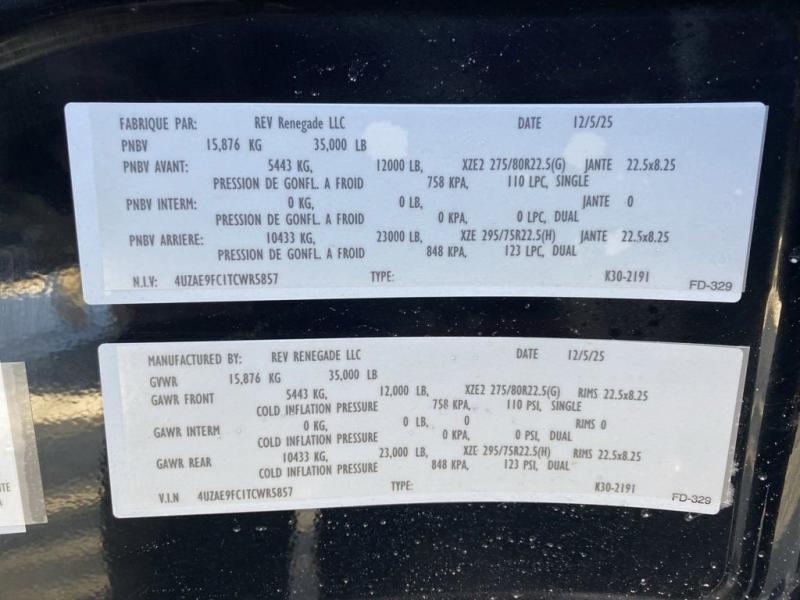 FABRIQUE PAR: REV Renegade LLC DATE 12/5/25
PNBV 15,876 KG 35,000 LB
PNBV AVANT: 5443 KG, 12000 LB, XZE2 275/80R22.5(G) JANTE 22.5x8.25
PRESSION DE GONFL. A FROID 758 KPA, 110 LPC, SINGLE
PNBV INTERM: 0 KG, 0 LB, JANTE 0
PRESSION DE GONFL. A FROID 0 KPA, 0 LPC, DUAL
PNBV ARRIERE: 10433 KG, 23000 LB, XZE 295/75R22.5(H) JANTE 22.5x8.25
PRESSION DE GONFL. A FROID 848 KPA, 123 LPC, DUAL
N.I.V: 4UZAE9FC1TCWR5857 TYPE: K30-2191
FD-329
MANUFACTURED BY: REV RENEGADE LLC DATE 12/5/25
GVWR 15,876 KG 35,000 LB
GAWR FRONT 5443 KG, 12,000 LB, XZE2 275/80R22.5(G) RIMS 22.5x8.25
COLD INFLATION PRESSURE 758 KPA, 110 PSI, SINGLE
GAWR INTERM 0 KG, 0 LB RIMS 0
COLD INFLATION PRESSURE 0 KPA, 0 PSI, DUAL
GAWR REAR 10433 KG, 23,000 LB, XZE 295/75R22.5(H) RIMS 22.5x8.25
COLD INFLATION PRESSURE 848 KPA, 123 PSI, DUAL
V.I.N 4UZAE9FC1TCWR5857 TYPE: K30-2191
FD-329